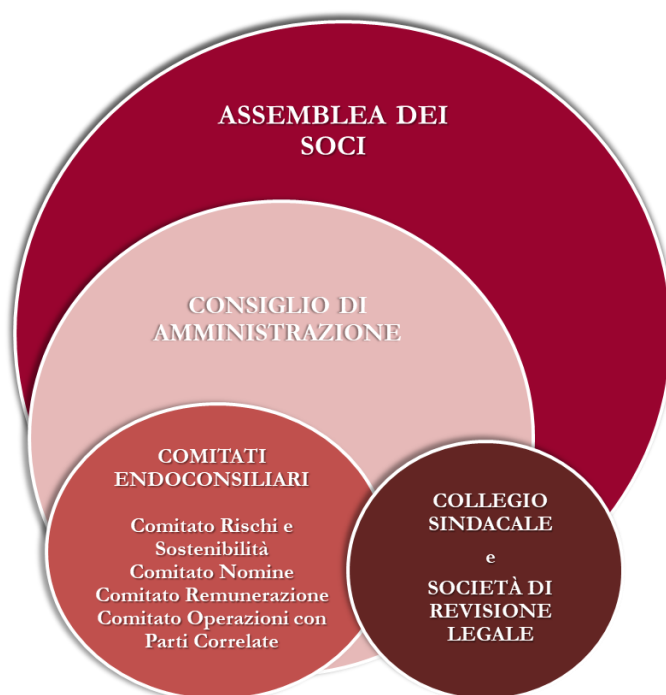 ASSEMBLEA DEI
SOCI
CONSIGLIO DI
AMMINISTRAZIONE
COMITATI
ENDOCONSILIARI
Comitato Rischi e
Sostenibilità
Comitato Nomine
Comitato Remunerazione
Comitato Operazioni con
Parti Correlate
COLLEGIO
SINDACALE
e
SOCIETÀ DI
REVISIONE
LEGALE